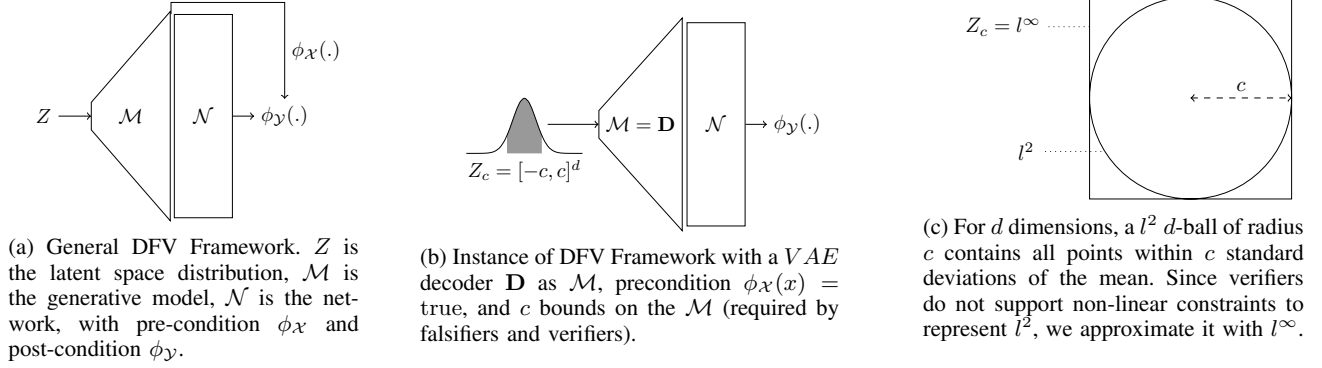 Z
M
N
ϕ_X(.)
ϕ_Y(.)
(a) General DFV Framework. Z is
the latent space distribution, M is
the generative model, N is the net-
work, with pre-condition ϕ_X and
post-condition ϕ_Y.
Z_c = [−c, c]^d
M = D
N
ϕ_Y(.)
(b) Instance of DFV Framework with a VAE
decoder D as M, precondition ϕ_X(x) =
true, and c bounds on the M (required by
falsifiers and verifiers).
Z_c = l^∞
c
l^2
(c) For d dimensions, a l^2 d-ball of radius
c contains all points within c standard
deviations of the mean. Since verifiers
do not support non-linear constraints to
represent l^2, we approximate it with l^∞.